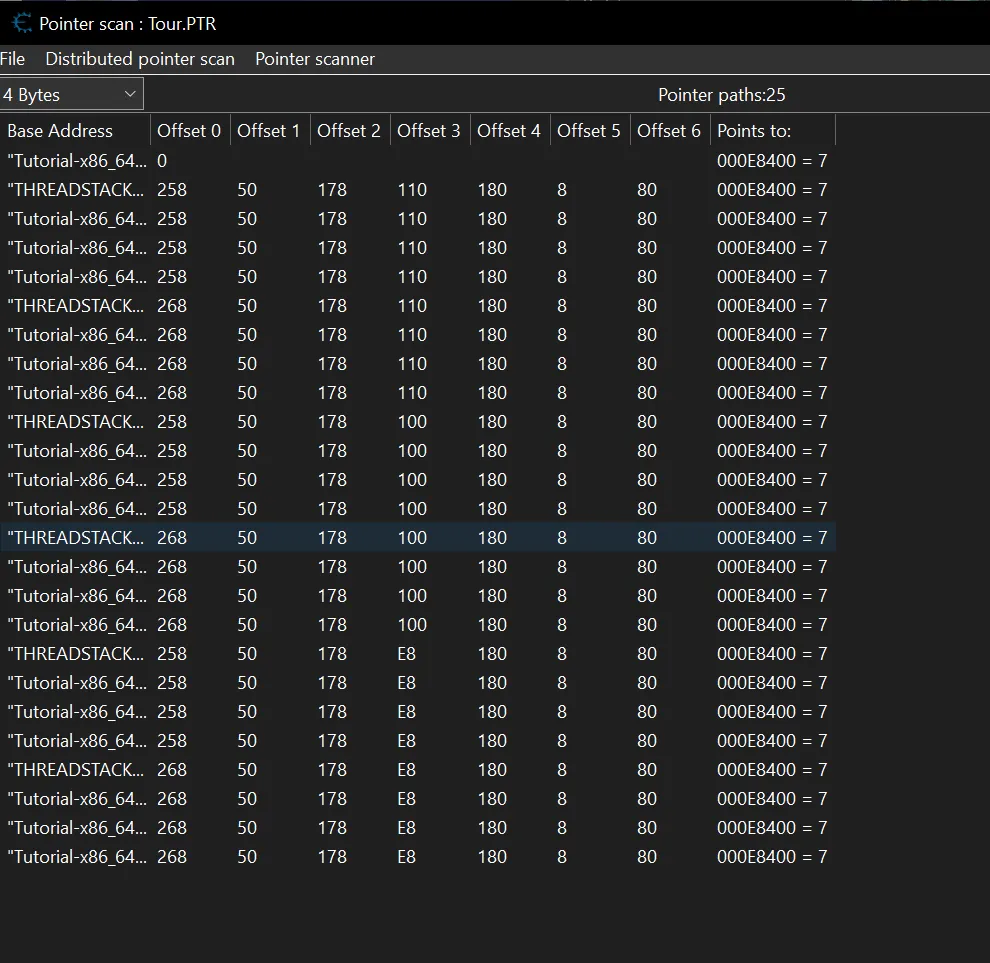 Pointer scan : Tour.PTR
File Distributed pointer scan Pointer scanner
4 Bytes Pointer paths:25
Base Address Offset 0 Offset 1 Offset 2 Offset 3 Offset 4 Offset 5 Offset 6 Points to:
"Tutorial-x86_64... 0 000E8400 = 7
"THREADSTACK... 258 50 178 110 180 8 80 000E8400 = 7
"Tutorial-x86_64... 258 50 178 110 180 8 80 000E8400 = 7
"Tutorial-x86_64... 258 50 178 110 180 8 80 000E8400 = 7
"Tutorial-x86_64... 258 50 178 110 180 8 80 000E8400 = 7
"THREADSTACK... 268 50 178 110 180 8 80 000E8400 = 7
"Tutorial-x86_64... 268 50 178 110 180 8 80 000E8400 = 7
"Tutorial-x86_64... 268 50 178 110 180 8 80 000E8400 = 7
"Tutorial-x86_64... 268 50 178 110 180 8 80 000E8400 = 7
"THREADSTACK... 258 50 178 100 180 8 80 000E8400 = 7
"Tutorial-x86_64... 258 50 178 100 180 8 80 000E8400 = 7
"Tutorial-x86_64... 258 50 178 100 180 8 80 000E8400 = 7
"Tutorial-x86_64... 258 50 178 100 180 8 80 000E8400 = 7
"THREADSTACK... 268 50 178 100 180 8 80 000E8400 = 7
"Tutorial-x86_64... 268 50 178 100 180 8 80 000E8400 = 7
"Tutorial-x86_64... 268 50 178 100 180 8 80 000E8400 = 7
"Tutorial-x86_64... 268 50 178 100 180 8 80 000E8400 = 7
"THREADSTACK... 258 50 178 E8 180 8 80 000E8400 = 7
"Tutorial-x86_64... 258 50 178 E8 180 8 80 000E8400 = 7
"Tutorial-x86_64... 258 50 178 E8 180 8 80 000E8400 = 7
"Tutorial-x86_64... 258 50 178 E8 180 8 80 000E8400 = 7
"THREADSTACK... 268 50 178 E8 180 8 80 000E8400 = 7
"Tutorial-x86_64... 268 50 178 E8 180 8 80 000E8400 = 7
"Tutorial-x86_64... 268 50 178 E8 180 8 80 000E8400 = 7
"Tutorial-x86_64... 268 50 178 E8 180 8 80 000E8400 = 7